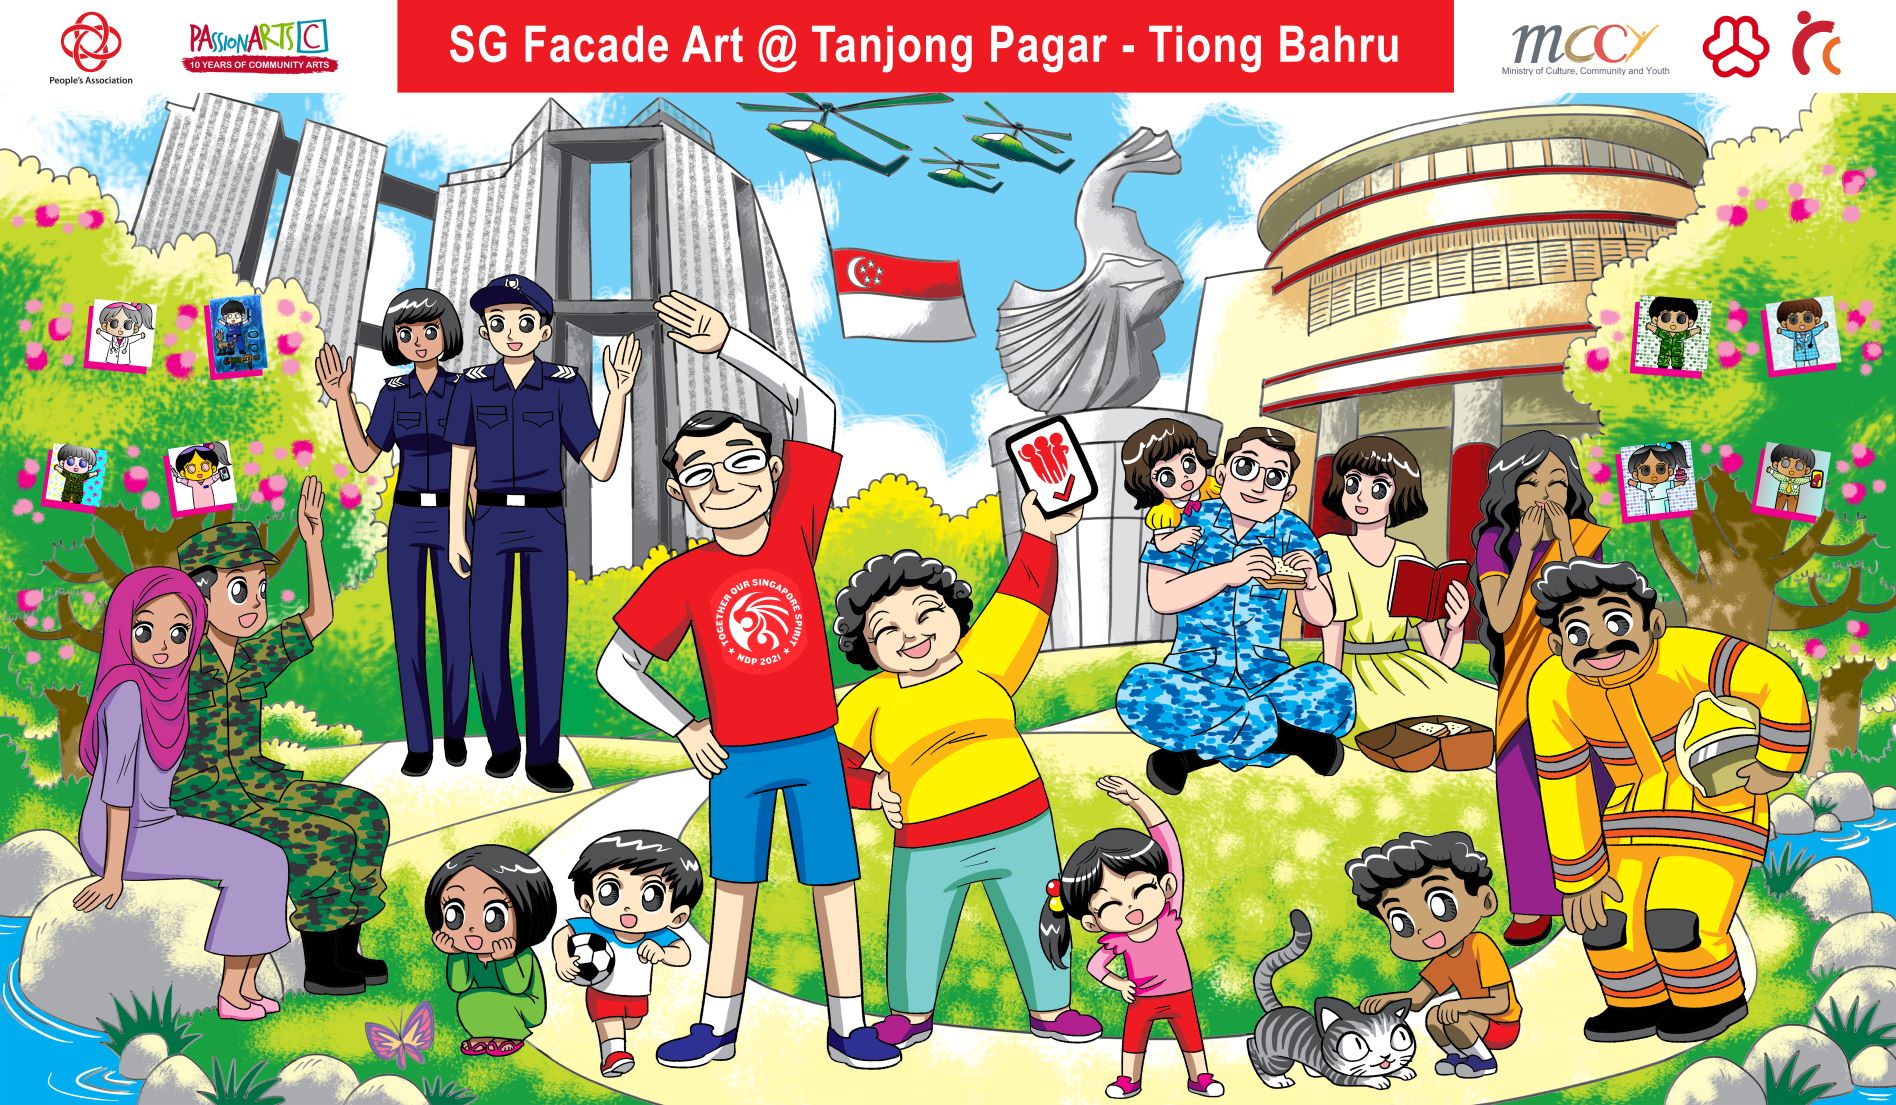 People's Association
PASSIONARTS C
10 YEARS OF COMMUNITY ARTS
SG Facade Art @ Tanjong Pagar - Tiong Bahru
mCCY
Ministry of Culture, Community and Youth
TOGETHER OUR SINGAPORE SPIRIT
★ NDP 2021 ★